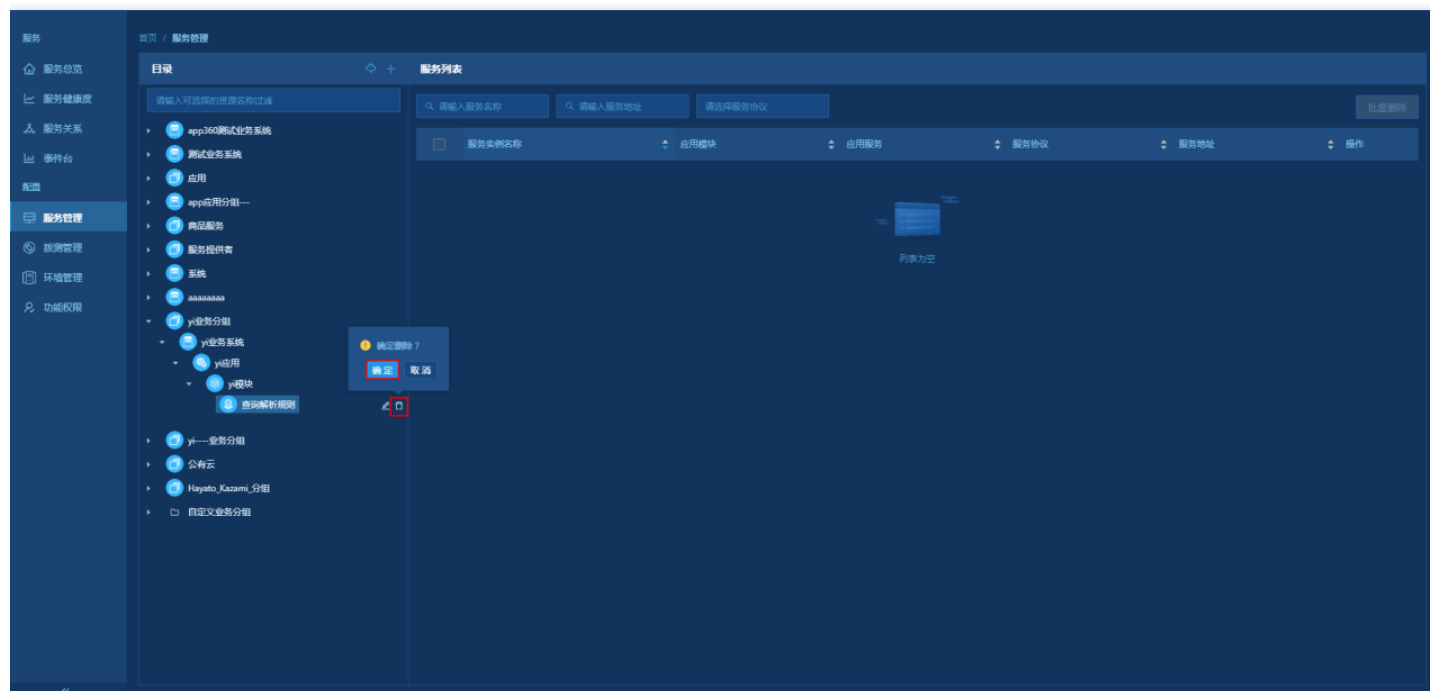 服务
服务总览
服务健康度
服务关系
事件台
配置
服务管理
拨测管理
环境管理
功能权限
首页 / 服务管理
目录
请输入可选择的资源名称过滤
app360测试业务系统
测试业务系统
应用
app应用分组---
商品服务
服务提供者
系统
aaaaaaaa
yi业务分组
yi业务系统
yi应用
yi模块
查询解析规则
yi----业务分组
公有云
Hayato_Kazami_分组
自定义业务分组
确定删除？
确定 取消
服务列表
请输入服务名称 请输入服务地址 请选择服务协议 批量删除
服务实例名称 应用模块 应用服务 服务协议 服务地址 操作
列表为空